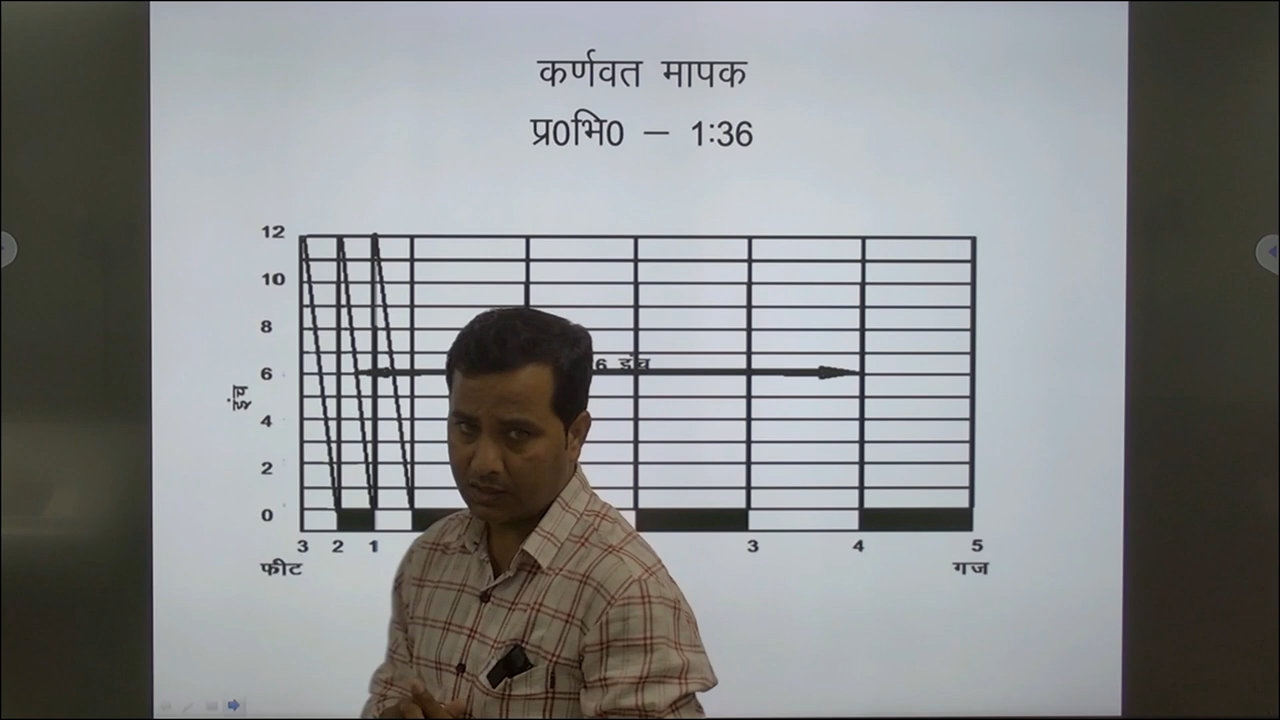 कर्णवत मापक
प्र0भि0 – 1:36
12
10
8
6 6 इंच
इंच
4
2
0
3 2 1 3 4 5
फीट गज